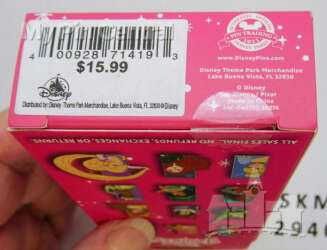 4 00928 71419 3
$15.99
Distributed by: Disney Theme Park Merchandise, Lake Buena Vista, FL 32830 © Disney
PIN TRADING
www.DisneyPins.com
Disney Theme Park Merchandise
Lake Buena Vista, FL 32830
© Disney
© Disney / Pixar
Made in China
ALL SALES FINAL. NO REFUNDS, EXCHANGES, OR RETURNS
SKM
294